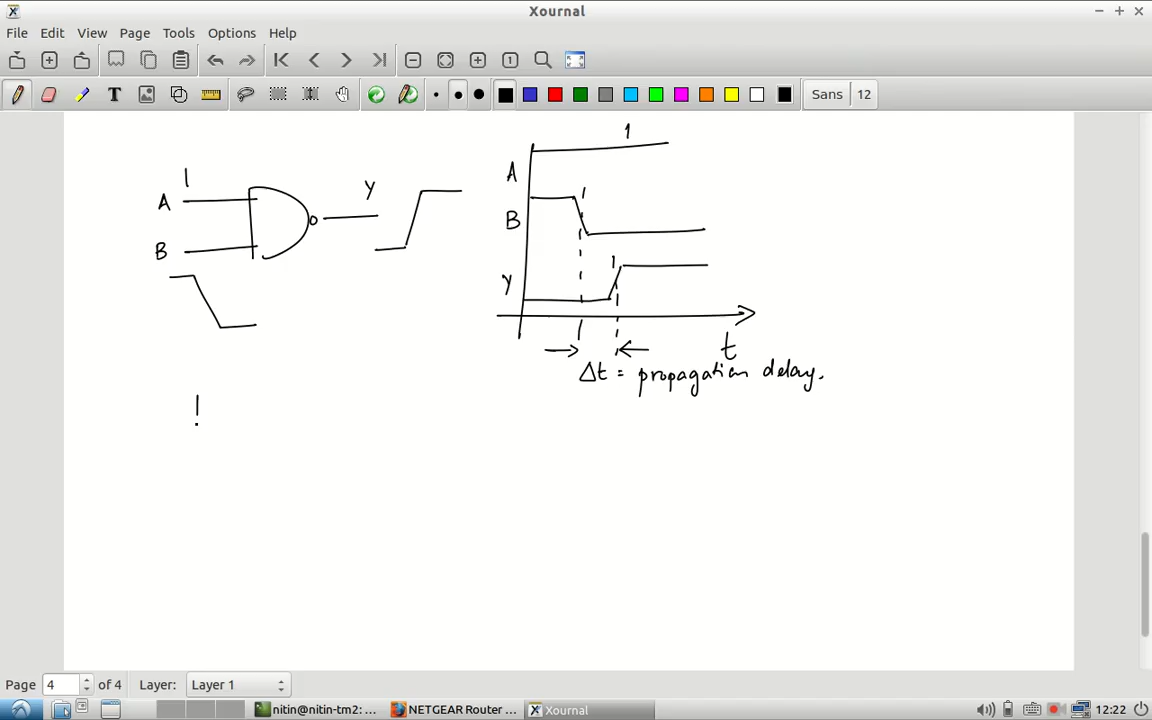 Xournal
File Edit View Page Tools Options Help
Sans 12
1
A
B
Y
1
A
1
B
1
Y
t
Δt = propagation delay.
!
Page 4 of 4 Layer: Layer 1
nitin@nitin-tm2: ... NETGEAR Router ... Xournal 12:22